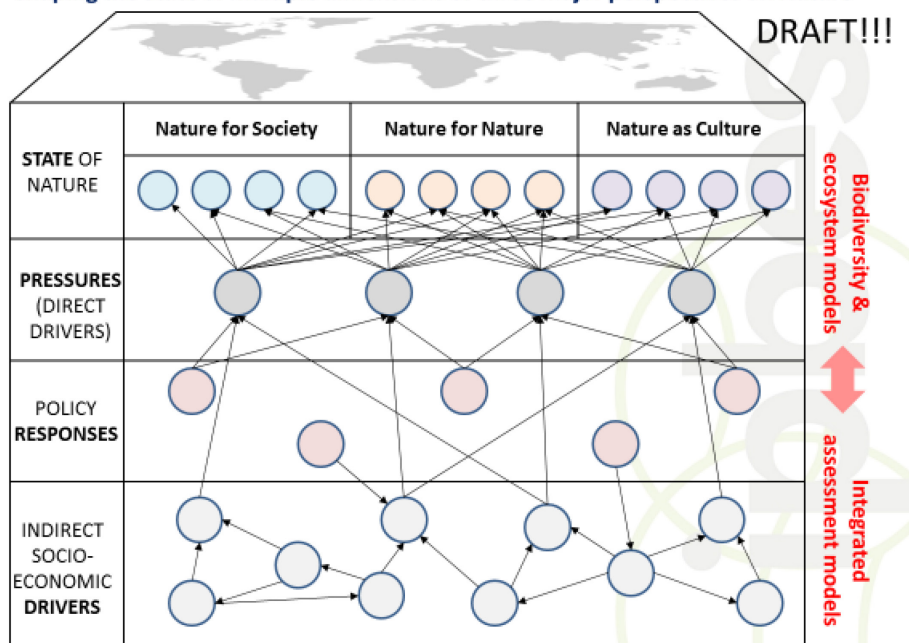 DRAFT!!!
Nature for Society
Nature for Nature
Nature as Culture
STATE OF
NATURE
PRESSURES
(DIRECT
DRIVERS)
POLICY
RESPONSES
INDIRECT
SOCIO-
ECONOMIC
DRIVERS
Biodiversity &
ecosystem models
Integrated
assessment models
ipbes